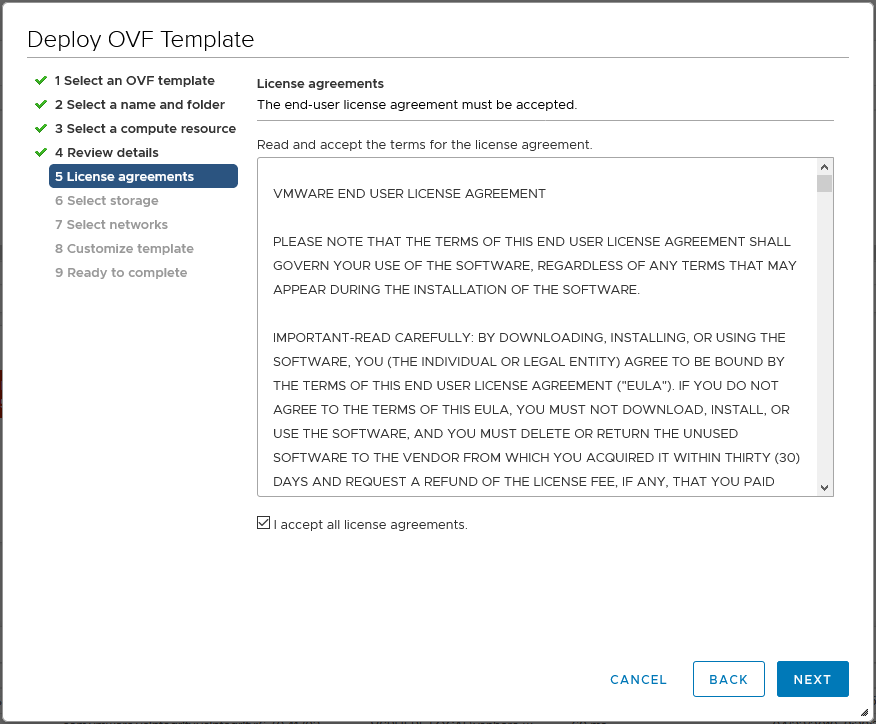 Deploy OVF Template
1 Select an OVF template
2 Select a name and folder
3 Select a compute resource
4 Review details
5 License agreements
6 Select storage
7 Select networks
8 Customize template
9 Ready to complete
License agreements
The end-user license agreement must be accepted.
Read and accept the terms for the license agreement.
VMWARE END USER LICENSE AGREEMENT
PLEASE NOTE THAT THE TERMS OF THIS END USER LICENSE AGREEMENT SHALL
GOVERN YOUR USE OF THE SOFTWARE, REGARDLESS OF ANY TERMS THAT MAY
APPEAR DURING THE INSTALLATION OF THE SOFTWARE.
IMPORTANT-READ CAREFULLY: BY DOWNLOADING, INSTALLING, OR USING THE
SOFTWARE, YOU (THE INDIVIDUAL OR LEGAL ENTITY) AGREE TO BE BOUND BY
THE TERMS OF THIS END USER LICENSE AGREEMENT ("EULA"). IF YOU DO NOT
AGREE TO THE TERMS OF THIS EULA, YOU MUST NOT DOWNLOAD, INSTALL, OR
USE THE SOFTWARE, AND YOU MUST DELETE OR RETURN THE UNUSED
SOFTWARE TO THE VENDOR FROM WHICH YOU ACQUIRED IT WITHIN THIRTY (30)
DAYS AND REQUEST A REFUND OF THE LICENSE FEE, IF ANY, THAT YOU PAID
I accept all license agreements.
CANCEL
BACK
NEXT